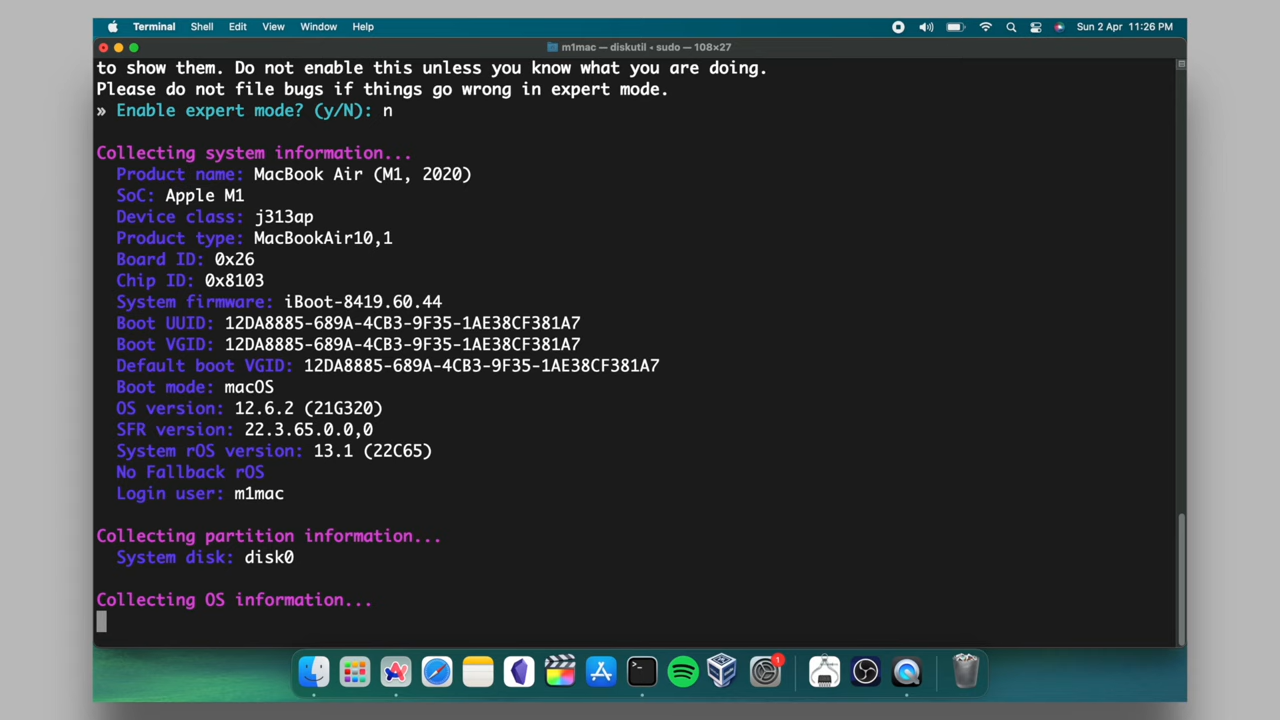 Terminal Shell Edit View Window Help Sun 2 Apr 11:26 PM
m1mac — diskutil • sudo — 108×27
to show them. Do not enable this unless you know what you are doing.
Please do not file bugs if things go wrong in expert mode.
» Enable expert mode? (y/N): n
Collecting system information...
Product name: MacBook Air (M1, 2020)
SoC: Apple M1
Device class: j313ap
Product type: MacBookAir10,1
Board ID: 0x26
Chip ID: 0x8103
System firmware: iBoot-8419.60.44
Boot UUID: 12DA8885-689A-4CB3-9F35-1AE38CF381A7
Boot VGID: 12DA8885-689A-4CB3-9F35-1AE38CF381A7
Default boot VGID: 12DA8885-689A-4CB3-9F35-1AE38CF381A7
Boot mode: macOS
OS version: 12.6.2 (21G320)
SFR version: 22.3.65.0.0,0
System rOS version: 13.1 (22C65)
No Fallback rOS
Login user: m1mac
Collecting partition information...
System disk: disk0
Collecting OS information...
1